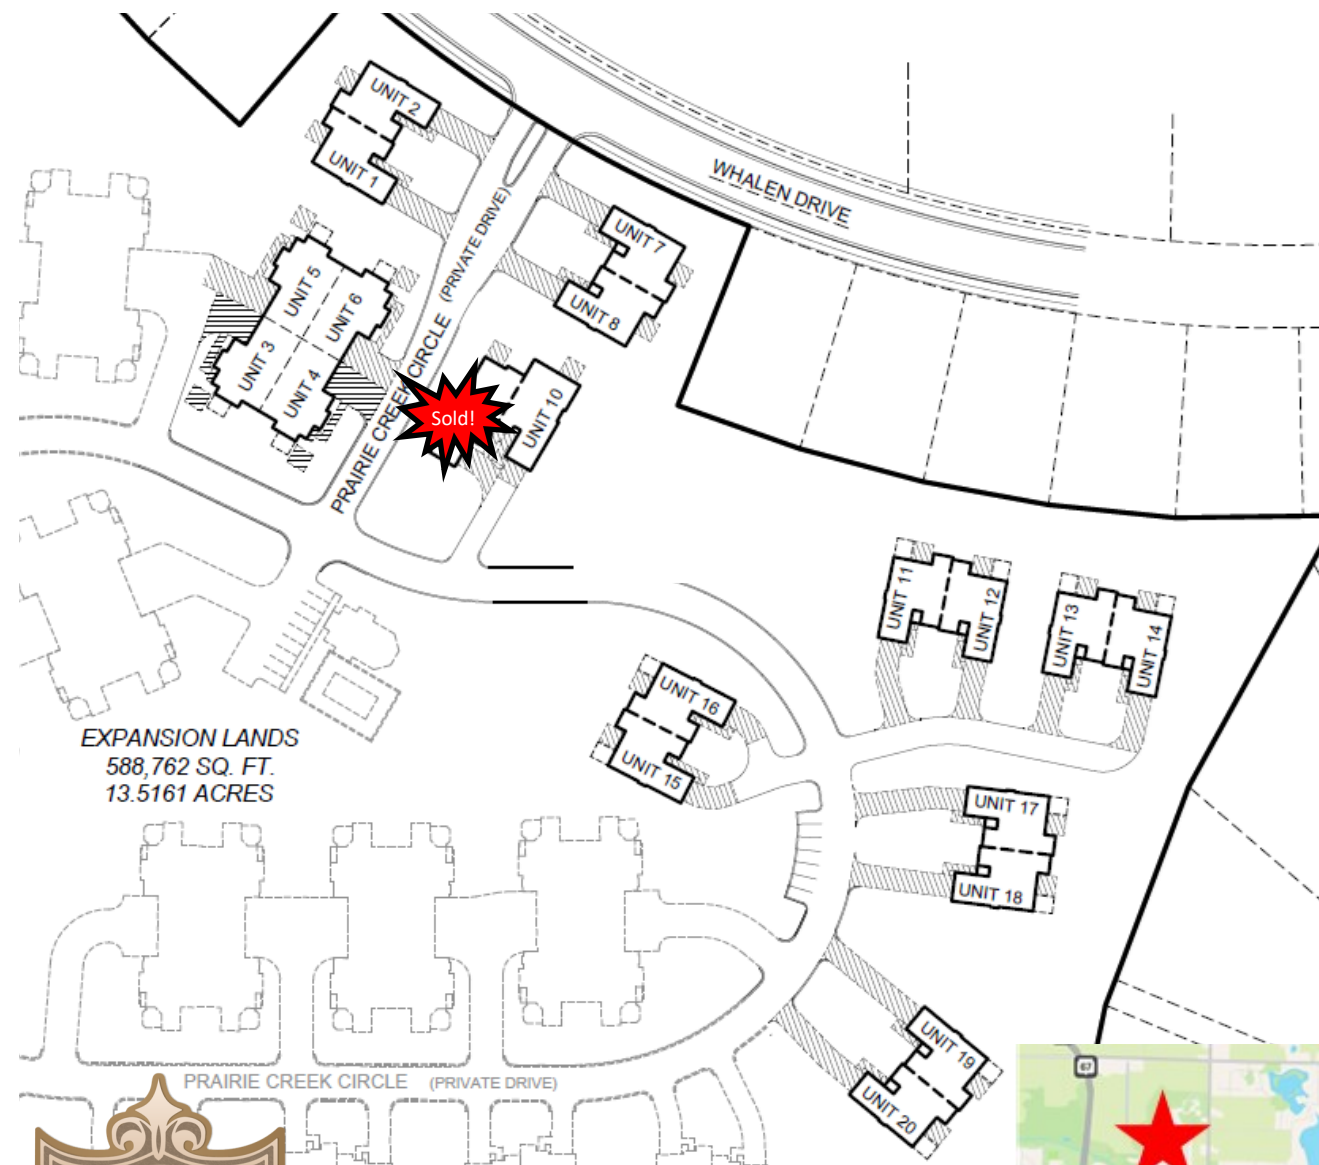 UNIT 2
UNIT 1
WHALEN DRIVE
UNIT 7
UNIT 8
UNIT 5
UNIT 6
UNIT 3
UNIT 4
PRAIRIE CREEK CIRCLE (PRIVATE DRIVE)
Sold!
UNIT 10
UNIT 11
UNIT 12
UNIT 13
UNIT 14
UNIT 16
UNIT 15
EXPANSION LANDS
588,762 SQ. FT.
13.5161 ACRES
UNIT 17
UNIT 18
UNIT 19
UNIT 20
PRAIRIE CREEK CIRCLE (PRIVATE DRIVE)
67